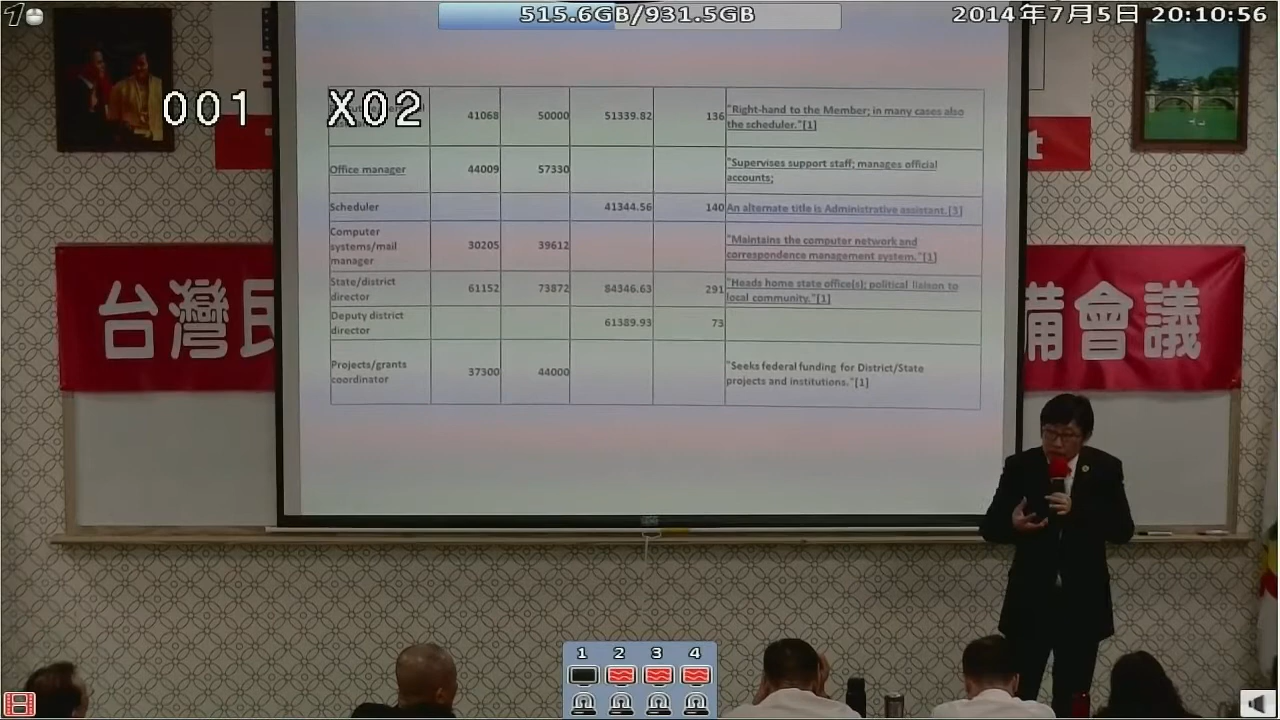 515.6GB/931.5GB
2014年7月5日 20:10:56
001 X02
41068 50000 51339.82 136 "Right-hand to the Member; in many cases also
the scheduler."[1]
t
Office manager 44009 57330 "Supervises support staff; manages official
accounts;
Scheduler 41344.56 140 An alternate title is Administrative assistant.[3]
Computer
systems/mail
manager 30205 39612 "Maintains the computer network and
correspondence management system."[1]
State/district
director 61152 73872 84346.63 291 "Heads home state office(s); political liaison to
local community."[1]
Deputy district
director 61389.93 73
台灣民 備會議
Projects/grants
coordinator 37300 44000 "Seeks federal funding for District/State
projects and institutions."[1]
1 2 3 4